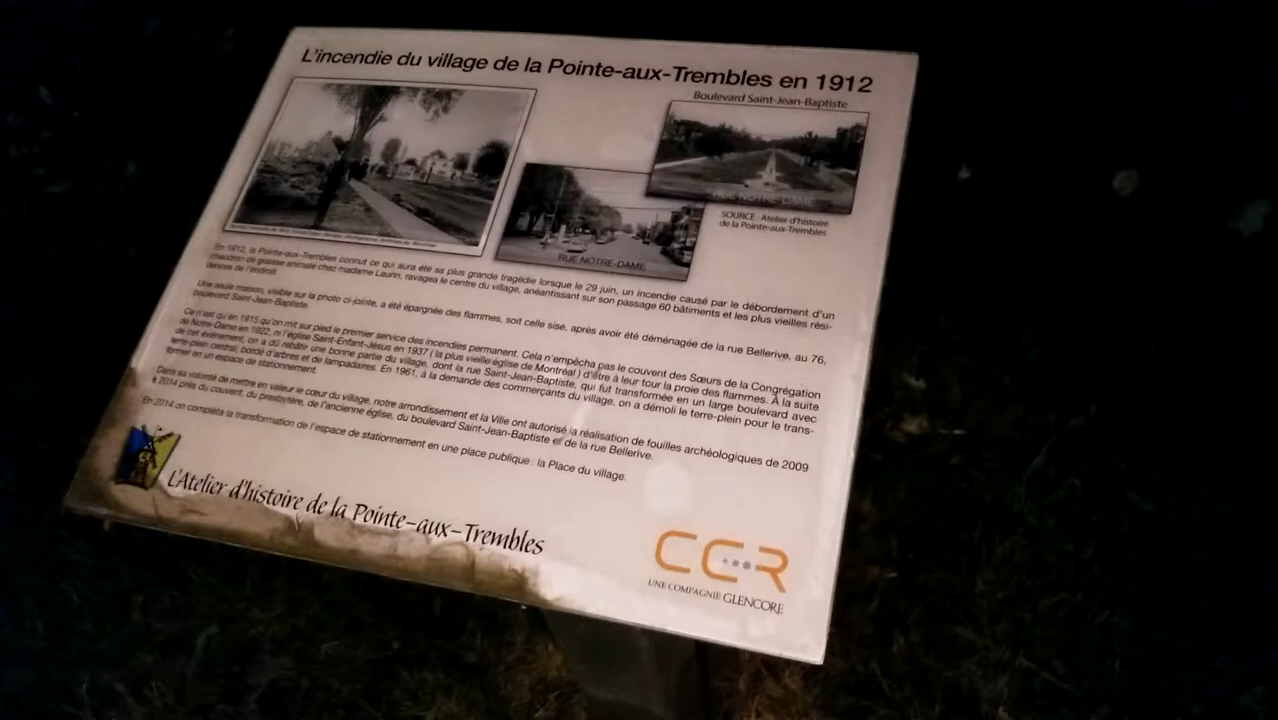 L'incendie du village de la Pointe-aux-Trembles en 1912
Boulevard Saint-Jean-Baptiste
RUE NOTRE-DAME
RUE NOTRE-DAME
SOURCE : Atelier d'histoire
de la Pointe-aux-Trembles
En 1912, la Pointe-aux-Trembles connut ce qui aura été sa plus grande tragédie lorsque le 29 juin, un incendie causé par le débordement d'un
chaudron de graisse animale chez madame Laurin, ravagea le centre du village, anéantissant sur son passage 60 bâtiments et les plus vieilles rési-
dences de l'endroit.
Une seule maison, visible sur la photo ci-jointe, a été épargnée des flammes, soit celle sise, après avoir été déménagée de la rue Bellerive, au 76,
boulevard Saint-Jean-Baptiste.
Ce n'est qu'en 1915 qu'on mit sur pied le premier service des incendies permanent. Cela n'empêcha pas le couvent des Sœurs de la Congrégation
de Notre-Dame en 1922, ni l'église Saint-Enfant-Jésus en 1937 ( la plus vieille église de Montréal ) d'être à leur tour la proie des flammes. À la suite
de cet événement, on a dû rebâtir une bonne partie du village, dont la rue Saint-Jean-Baptiste, qui fut transformée en un large boulevard avec
terre-plein central, bordé d'arbres et de lampadaires. En 1961, à la demande des commerçants du village, on a démoli le terre-plein pour le trans-
former en un espace de stationnement.
Dans sa volonté de mettre en valeur le cœur du village, notre arrondissement et la Ville ont autorisé la réalisation de fouilles archéologiques de 2009
à 2014 près du couvent, du presbytère, de l'ancienne église, du boulevard Saint-Jean-Baptiste et de la rue Bellerive.
En 2014 on compléta la transformation de l'espace de stationnement en une place publique : la Place du village.
L'Atelier d'histoire de la Pointe-aux-Trembles
CCR
UNE COMPAGNIE GLENCORE